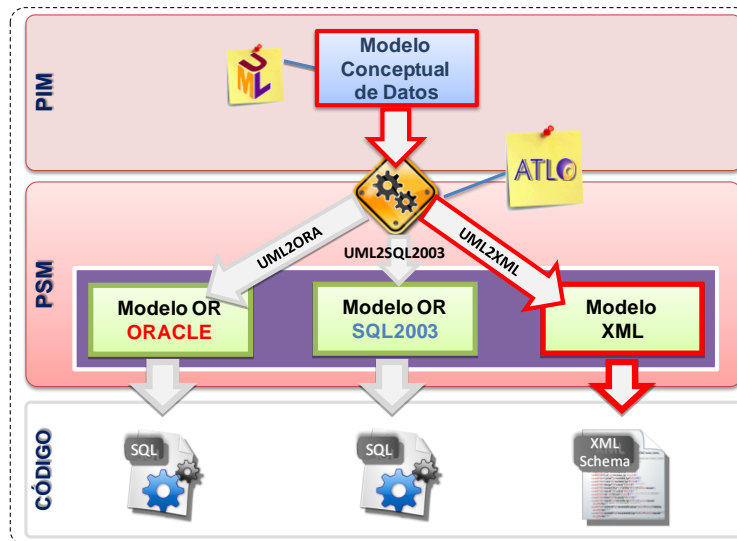 PIM
UML
Modelo
Conceptual
de Datos
ATL
PSM
UML2ORA
UML2SQL2003
UML2XML
Modelo OR
ORACLE
Modelo OR
SQL2003
Modelo
XML
CÓDIGO
SQL
SQL
XML
Schema